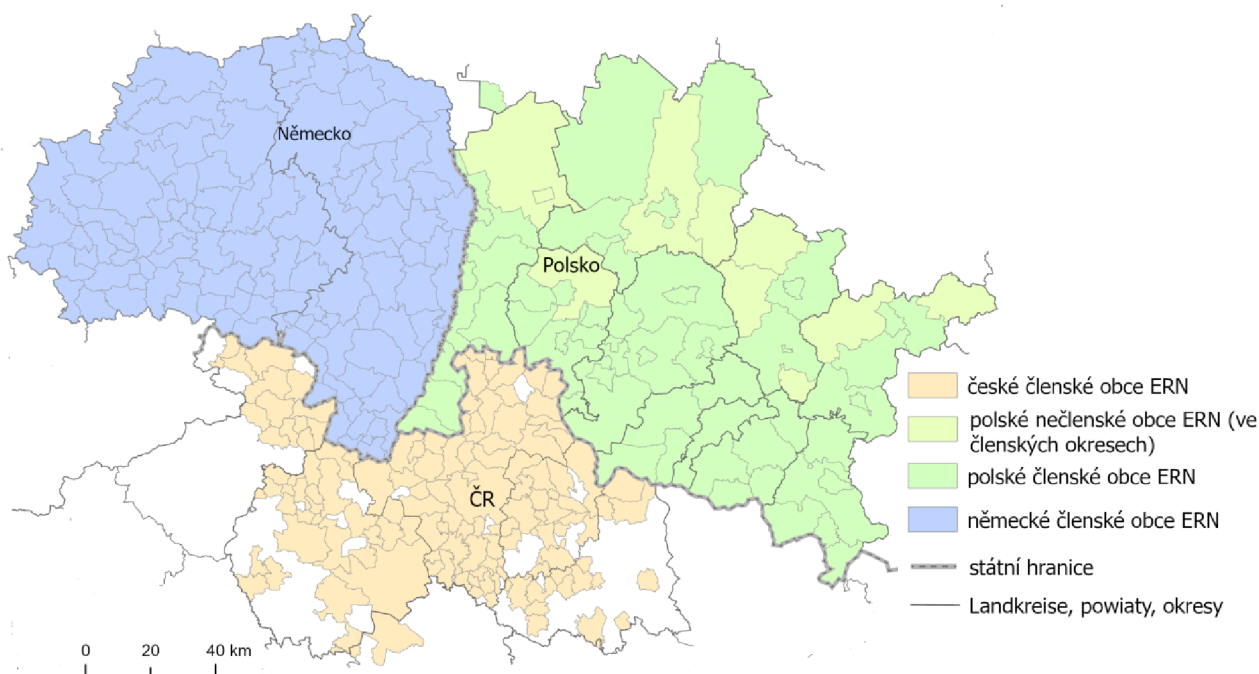 Německo
Polsko
ČR
české členské obce ERN
polské nečlenské obce ERN (ve
členských okresech)
polské členské obce ERN
německé členské obce ERN
státní hranice
Landkreise, powiaty, okresy
0 20 40 km